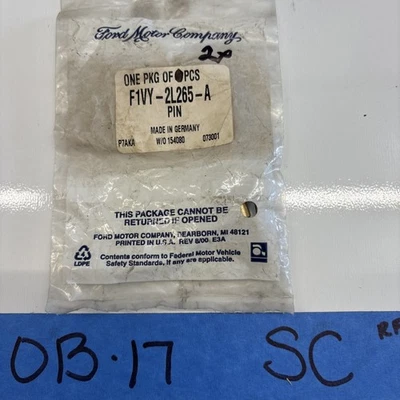 Ford Motor Company,
ONE PKG OF PCS
F1VY-2L265-A
PIN
MADE IN GERMANY
P7AKA W/O 154080 073001
THIS PACKAGE CANNOT BE
RETURNED IF OPENED
FORD MOTOR COMPANY, DEARBORN, MI 48121
PRINTED IN U.S.A. REV 8/00 E3A
Contents conform to Federal Motor Vehicle
Safety Standards, if any are applicable.
LDPE
OB-17 SC